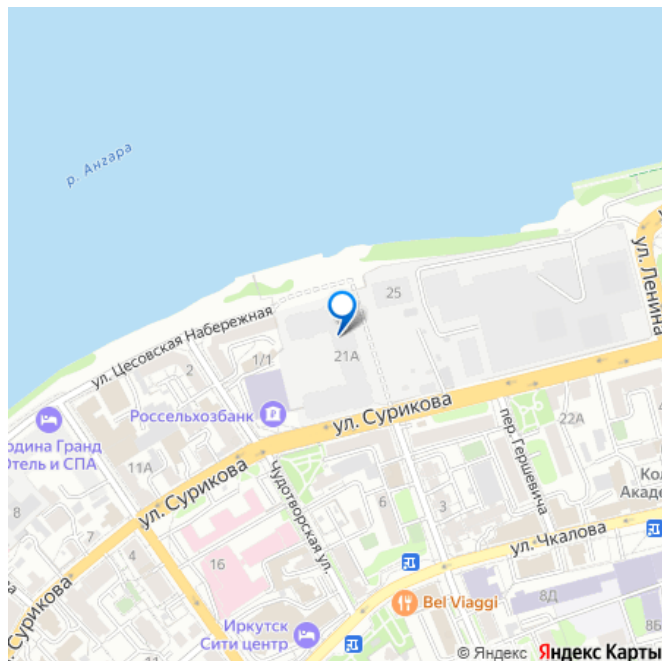 р. Ангара
ул. Ленина
25
ул. Цесовская Набережная
21А
1/1
2
Россельхозбанк
ул. Сурикова
одина Гранд
Отель и СПА
22А
пер. Гершевича
11А
Кол
Акаде
8
ул. Сурикова
Чудотворская ул.
7
6
3
4
ул. Чкалова
16
8Д
Bel Viaggi
Иркутск
Сити центр
8Б
. Сурикова
© Яндекс Яндекс Карты